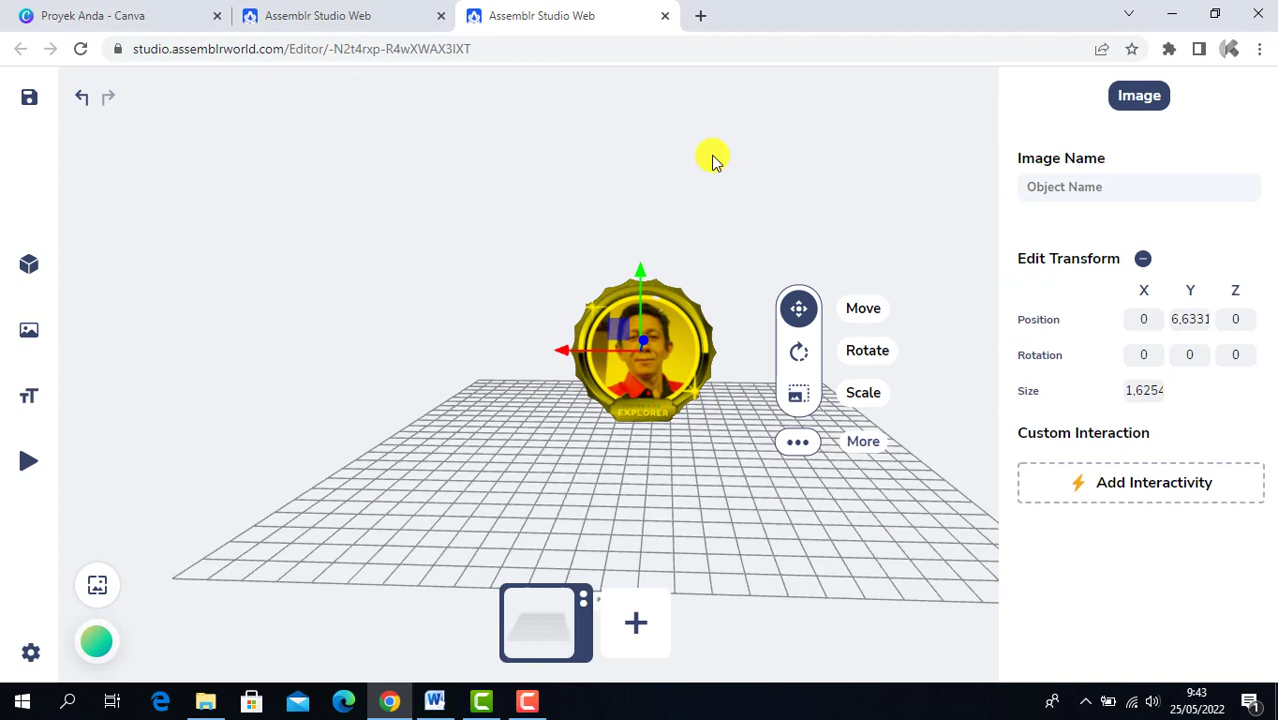 Proyek Anda - Canva
Assemblr Studio Web
Assemblr Studio Web
studio.assemblrworld.com/Editor/-N2t4rxp-R4wXWAX3lXT
Image
Image Name
Object Name
Edit Transform
X Y Z
Position 0 6,6331 0
Rotation 0 0 0
Size 1,6254
Custom Interaction
Add Interactivity
Move
Rotate
Scale
More
EXPLORER
9:43
25/05/2022
1